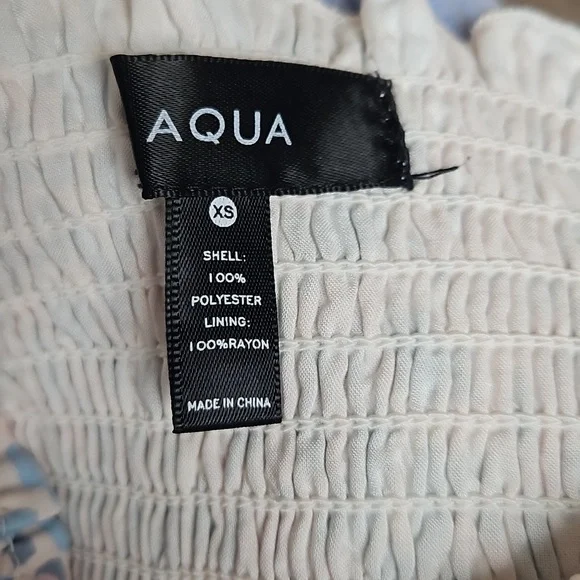 AQUA
XS
SHELL:
100%
POLYESTER
LINING:
100%RAYON
MADE IN CHINA